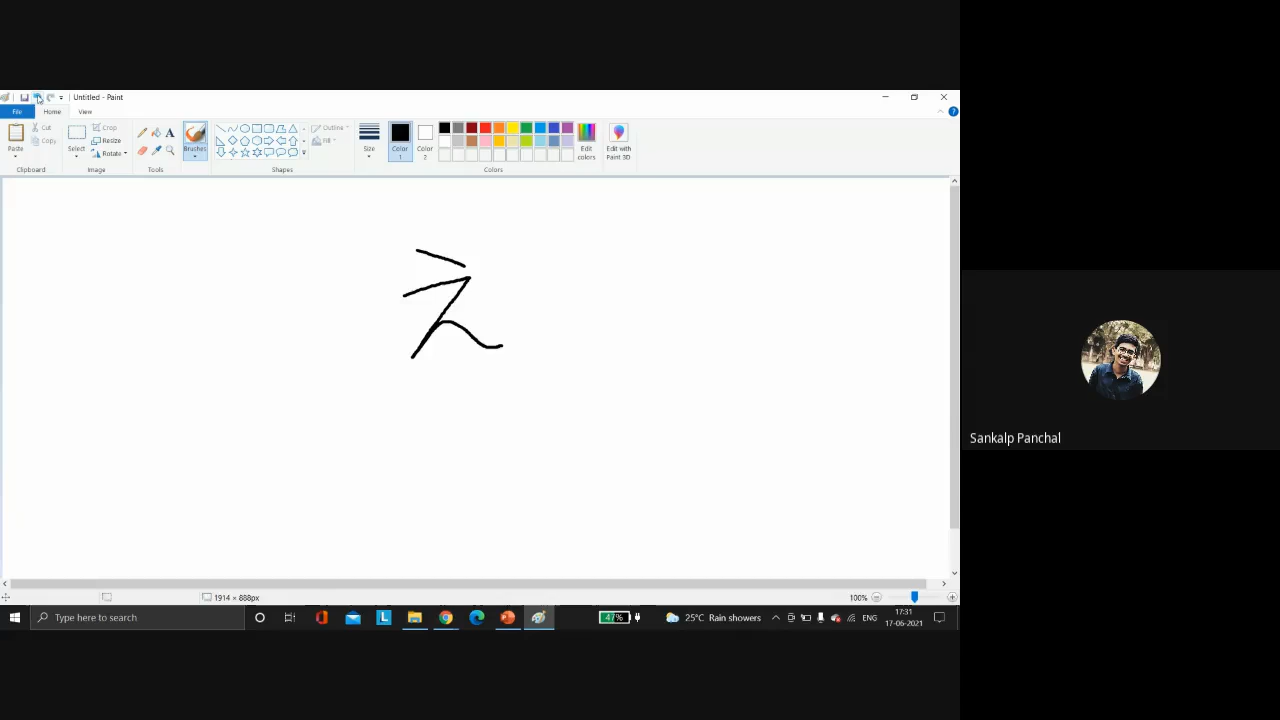 Untitled - Paint
File Home View
Paste Cut Copy Clipboard
Select Crop Resize Rotate Image
Tools
Brushes
Shapes
Outline Fill
Size
Color 1
Color 2
Edit colors
Edit with Paint 3D
Colors
え
Sankalp Panchal
1914 × 888px 100%
Type here to search L 47% 25°C Rain showers ENG 17:31 17-06-2021